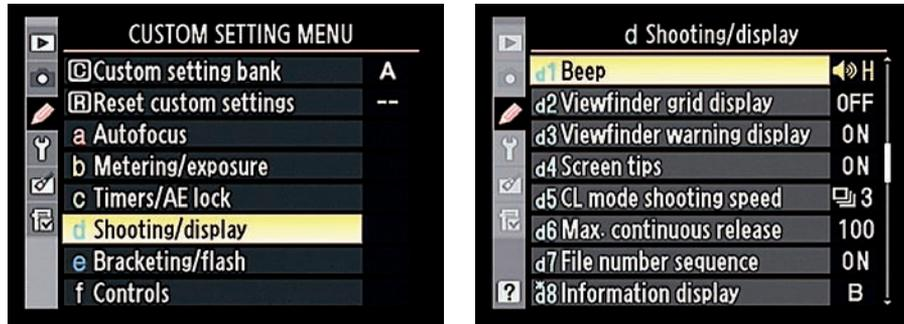 CUSTOM SETTING MENU
C Custom setting bank A
R Reset custom settings --
a Autofocus
b Metering/exposure
c Timers/AE lock
d Shooting/display
e Bracketing/flash
f Controls
d Shooting/display
d1 Beep H
d2 Viewfinder grid display OFF
d3 Viewfinder warning display ON
d4 Screen tips ON
d5 CL mode shooting speed 3
d6 Max. continuous release 100
d7 File number sequence ON
? *d8 Information display B